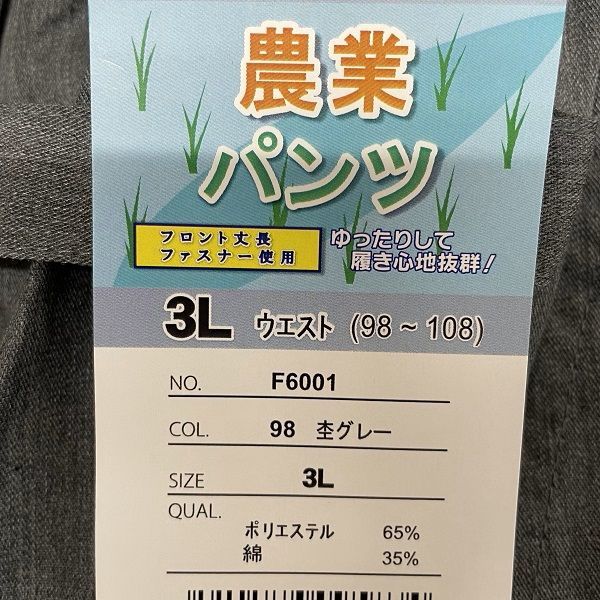 農業
パンツ
フロント丈長
ファスナー使用
ゆったりして
履き心地抜群!
3L ウエスト (98～108)
NO. F6001
COL. 98 杢グレー
SIZE 3L
QUAL.
ポリエステル 65%
綿 35%